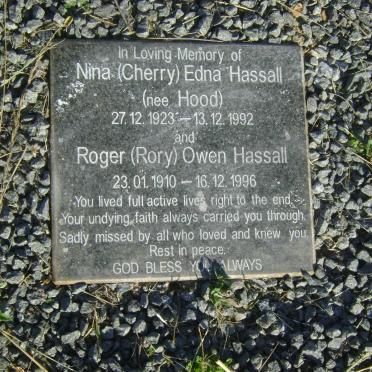 In Loving Memory of
Nina (Cherry) Edna Hassall
(nee Hood)
27.12.1923 – 13.12.1992
and
Roger (Rory) Owen Hassall
23.01.1910 – 16.12.1996
You lived full active lives right to the end.
Your undying faith always carried you through.
Sadly missed by all who loved and knew you.
Rest in peace.
GOD BLESS YOU ALWAYS